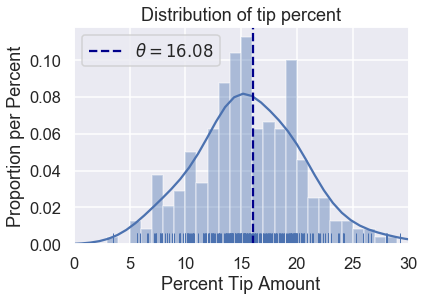 Distribution of tip percent
θ = 16.08
Proportion per Percent
0.10
0.08
0.06
0.04
0.02
0.00
0 5 10 15 20 25 30
Percent Tip Amount